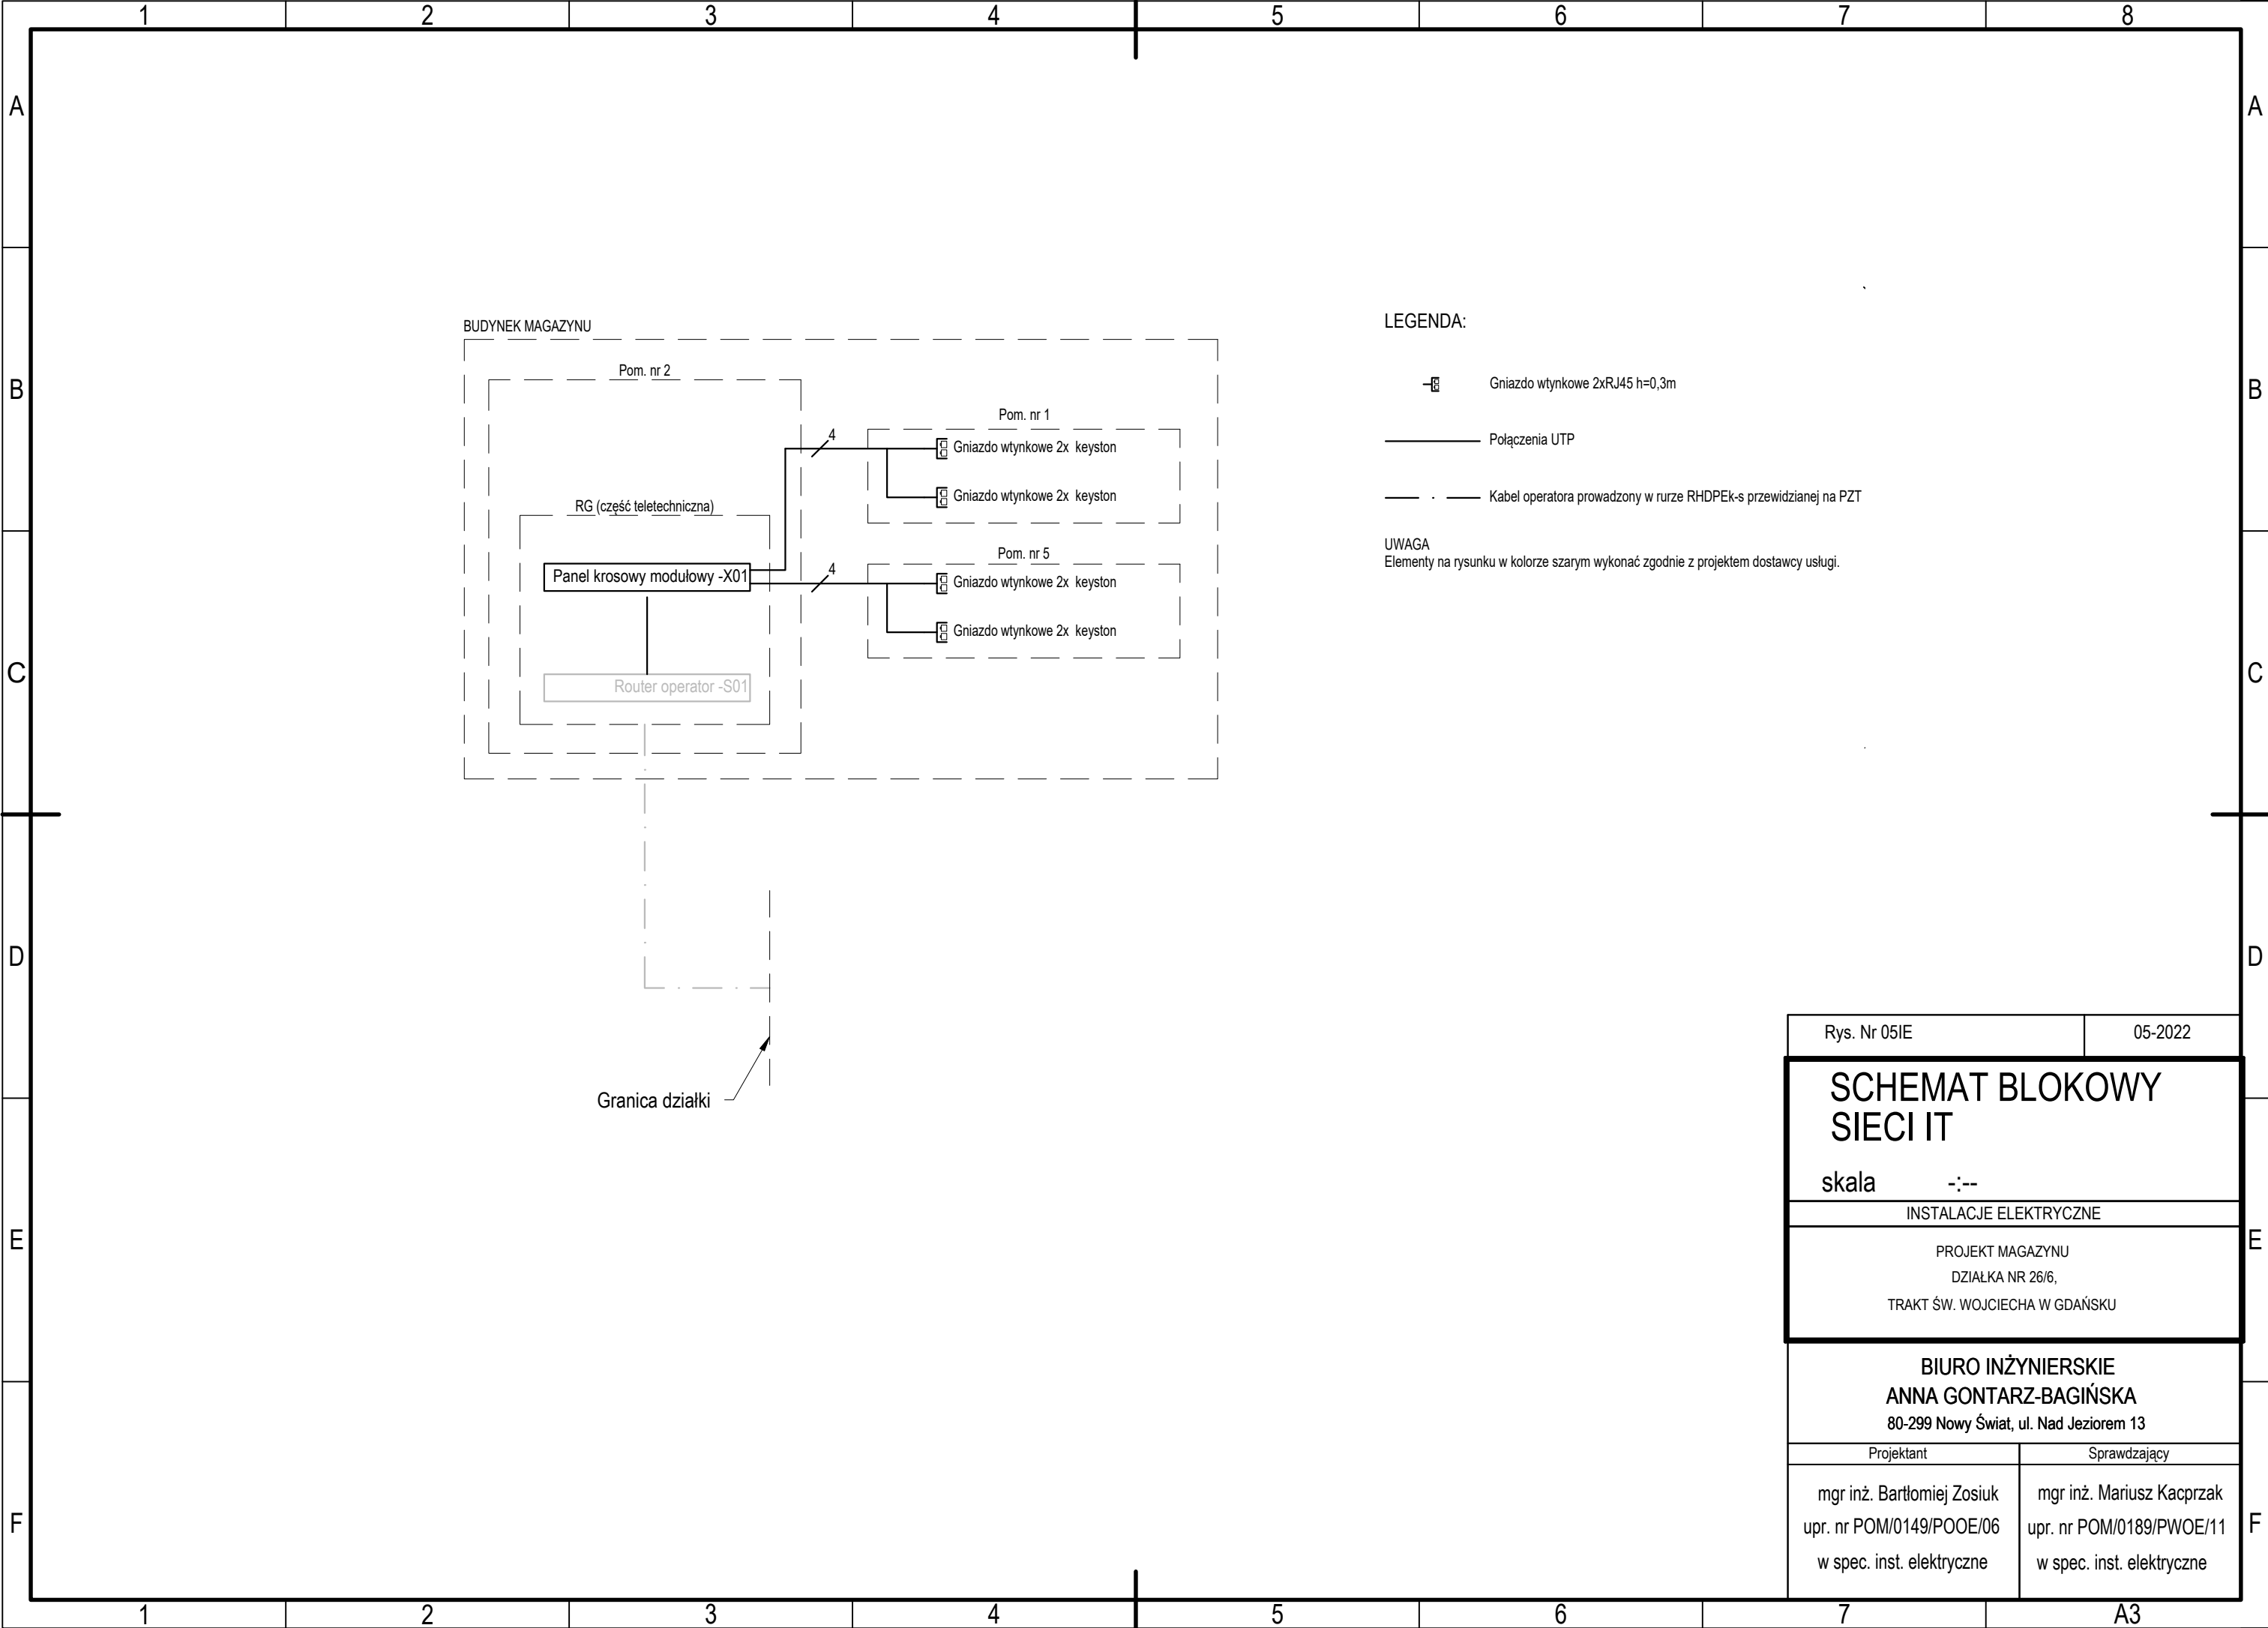 1 2 3 4 5 6 7 8
A A
B B
C C
D D
E E
F F
BUDYNEK MAGAZYNU
Pom. nr 2
RG (część teletechniczna)
Panel krosowy modułowy -X01
Router operator -S01
4
Pom. nr 1
Gniazdo wtynkowe 2x keyston
Gniazdo wtynkowe 2x keyston
4
Pom. nr 5
Gniazdo wtynkowe 2x keyston
Gniazdo wtynkowe 2x keyston
Granica działki
LEGENDA:
Gniazdo wtynkowe 2xRJ45 h=0,3m
Połączenia UTP
Kabel operatora prowadzony w rurze RHDPEk-s przewidzianej na PZT
UWAGA
Elementy na rysunku w kolorze szarym wykonać zgodnie z projektem dostawcy usługi.
Rys. Nr 05IE 05-2022
SCHEMAT BLOKOWY
SIECI IT
skala -:--
INSTALACJE ELEKTRYCZNE
PROJEKT MAGAZYNU
DZIAŁKA NR 26/6,
TRAKT ŚW. WOJCIECHA W GDAŃSKU
BIURO INŻYNIERSKIE
ANNA GONTARZ-BAGIŃSKA
80-299 Nowy Świat, ul. Nad Jeziorem 13
Projektant Sprawdzający
mgr inż. Bartłomiej Zosiuk mgr inż. Mariusz Kacprzak
upr. nr POM/0149/POOE/06 upr. nr POM/0189/PWOE/11
w spec. inst. elektryczne w spec. inst. elektryczne
1 2 3 4 5 6 7 A3